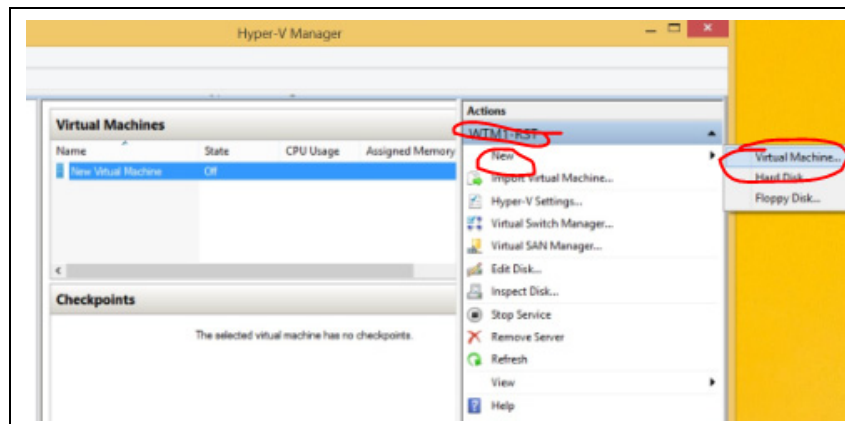 Hyper-V Manager
Actions
Virtual Machines
WTM1-RST
Name State CPU Usage Assigned Memory
New
Virtual Machine...
New Virtual Machine Off
Import Virtual Machine...
Hard Disk...
Hyper-V Settings...
Floppy Disk...
Virtual Switch Manager...
Virtual SAN Manager...
Edit Disk...
Checkpoints
Inspect Disk...
Stop Service
The selected virtual machine has no checkpoints.
Remove Server
Refresh
View
Help